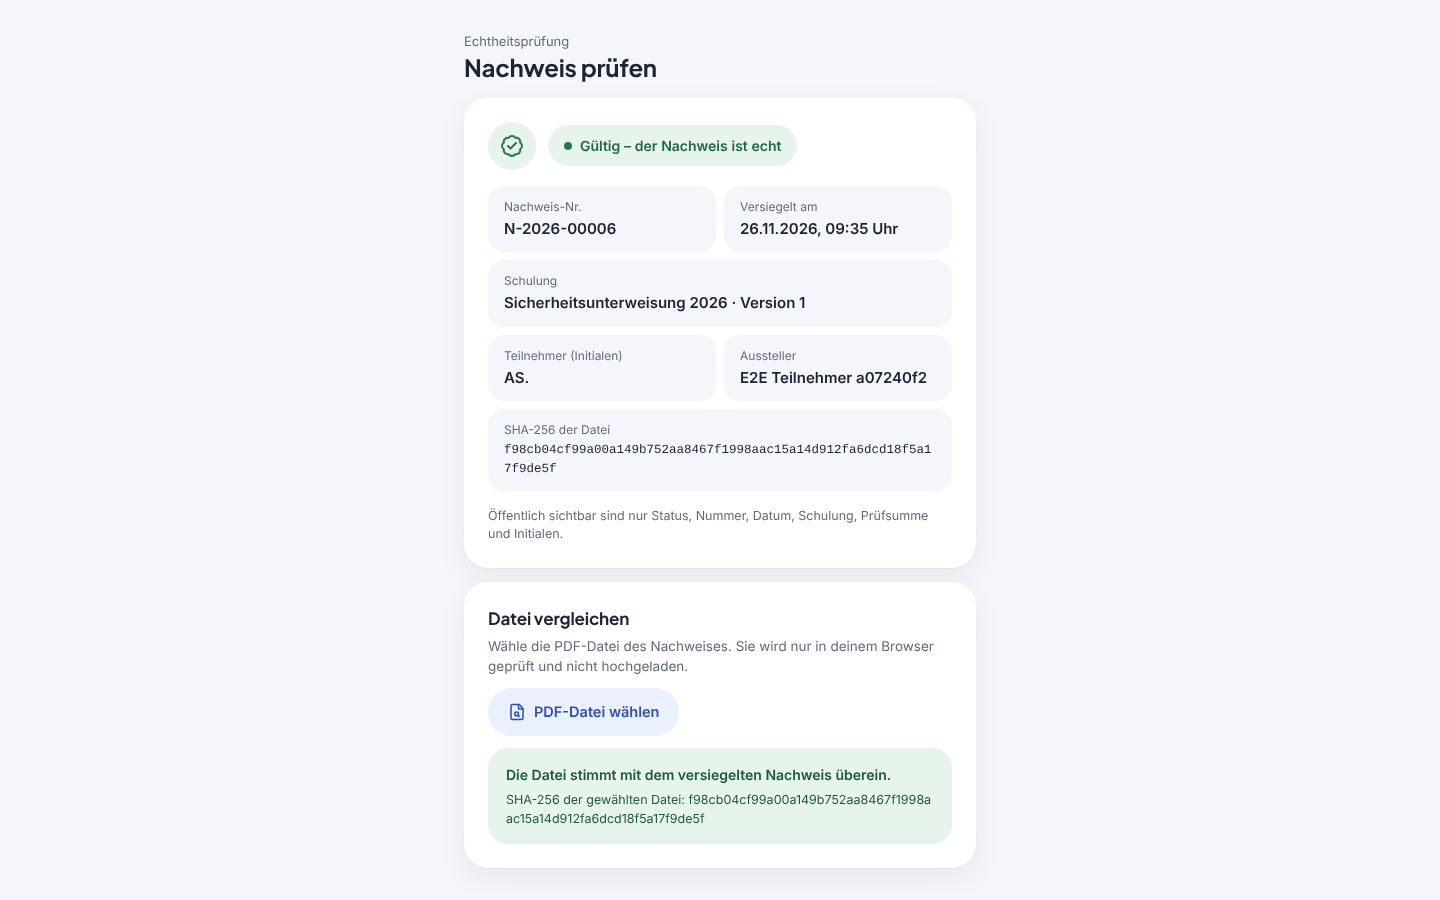 Echtheitsprüfung
Nachweis prüfen
Gültig – der Nachweis ist echt
Nachweis-Nr.
N-2026-00006
Versiegelt am
26.11.2026, 09:35 Uhr
Schulung
Sicherheitsunterweisung 2026 · Version 1
Teilnehmer (Initialen)
AS.
Aussteller
E2E Teilnehmer a07240f2
SHA-256 der Datei
f98cb04cf99a00a149b752aa8467f1998aac15a14d912fa6dcd18f5a1
7f9de5f
Öffentlich sichtbar sind nur Status, Nummer, Datum, Schulung, Prüfsumme
und Initialen.
Datei vergleichen
Wähle die PDF-Datei des Nachweises. Sie wird nur in deinem Browser
geprüft und nicht hochgeladen.
PDF-Datei wählen
Die Datei stimmt mit dem versiegelten Nachweis überein.
SHA-256 der gewählten Datei: f98cb04cf99a00a149b752aa8467f1998a
ac15a14d912fa6dcd18f5a17f9de5f